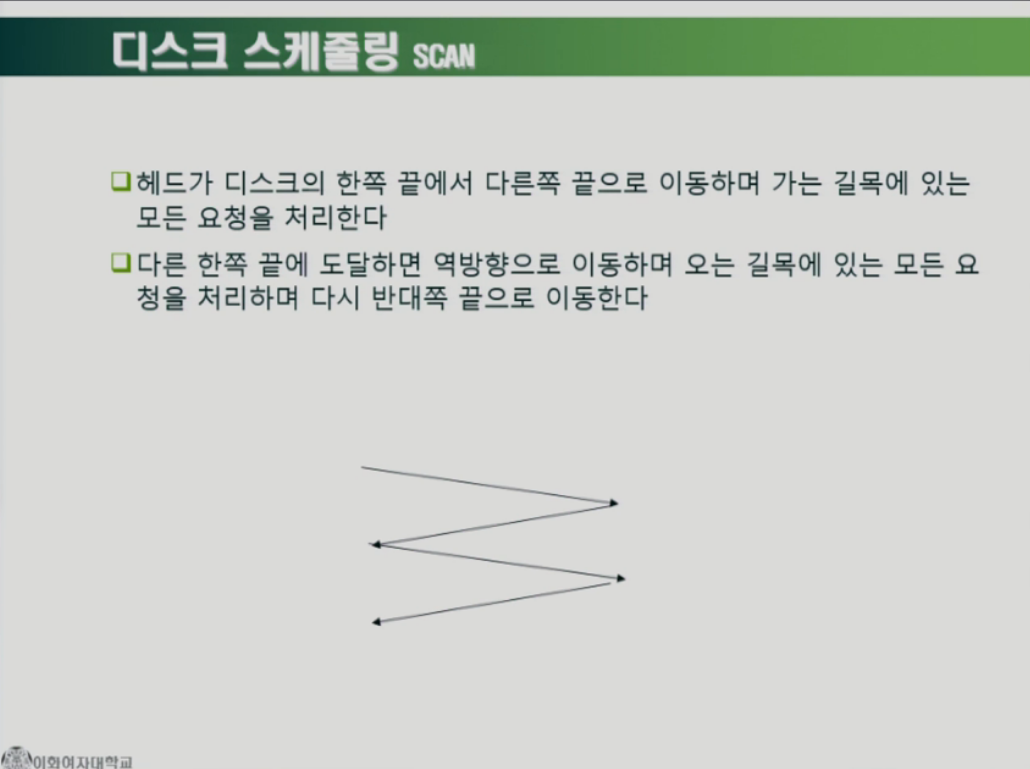 디스크 스케줄링 SCAN
헤드가 디스크의 한쪽 끝에서 다른쪽 끝으로 이동하며 가는 길목에 있는
모든 요청을 처리한다
다른 한쪽 끝에 도달하면 역방향으로 이동하며 오는 길목에 있는 모든 요
청을 처리하며 다시 반대쪽 끝으로 이동한다
이화여자대학교